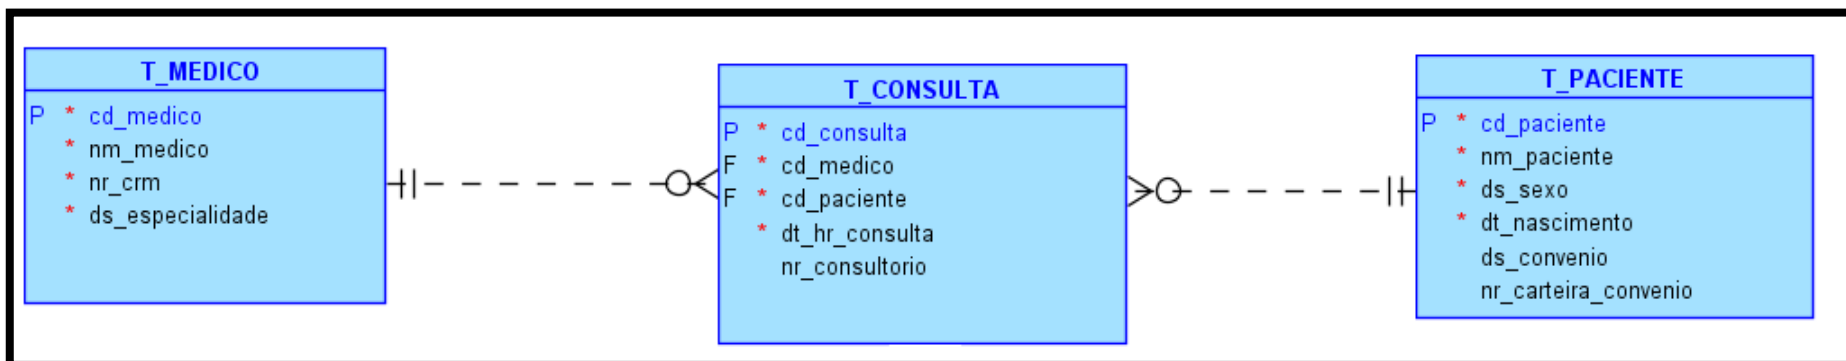 T_MEDICO
P * cd_medico
* nm_medico
* nr_crm
* ds_especialidade
T_CONSULTA
P * cd_consulta
F * cd_medico
F * cd_paciente
* dt_hr_consulta
nr_consultorio
T_PACIENTE
P * cd_paciente
* nm_paciente
* ds_sexo
* dt_nascimento
ds_convenio
nr_carteira_convenio